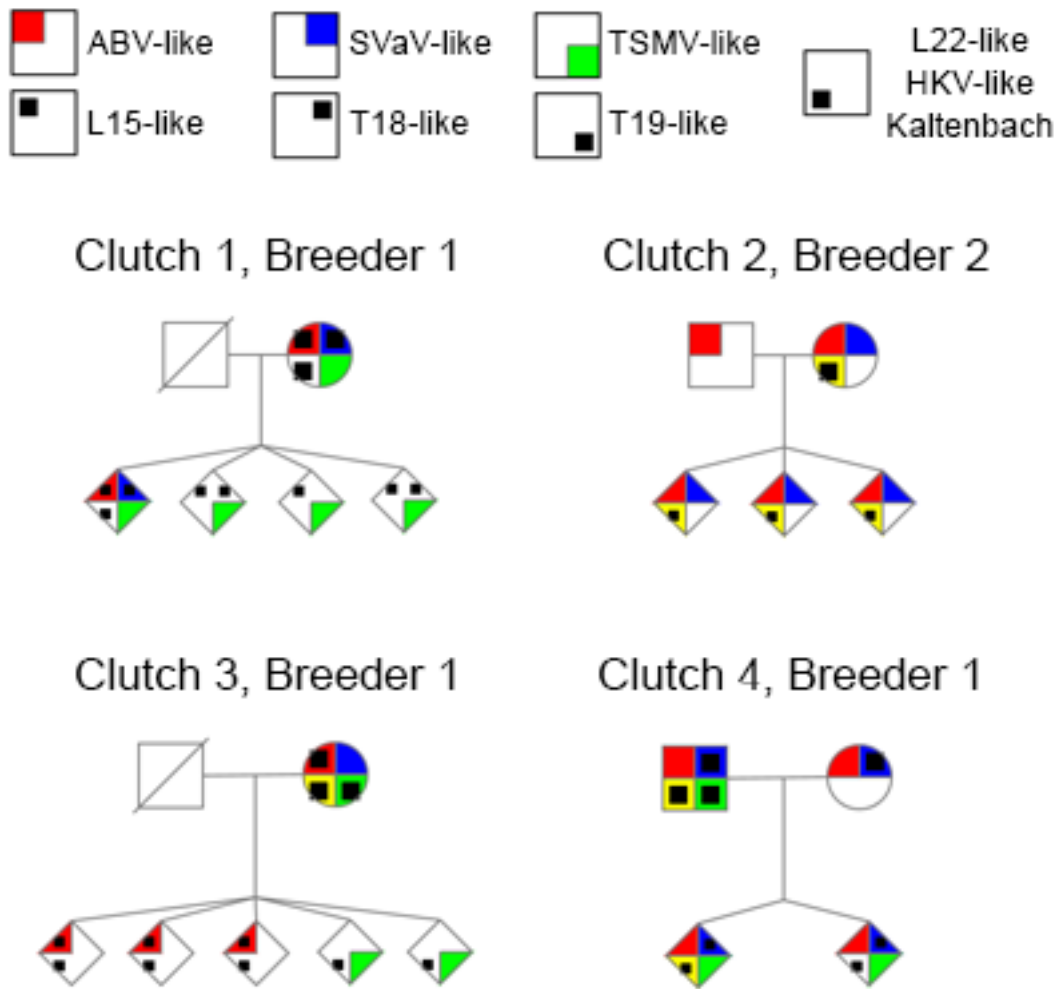 ABV-like
SVaV-like
TSMV-like
L22-like
HKV-like
Kaltenbach
L15-like
T18-like
T19-like
Clutch 1, Breeder 1
Clutch 2, Breeder 2
Clutch 3, Breeder 1
Clutch 4, Breeder 1